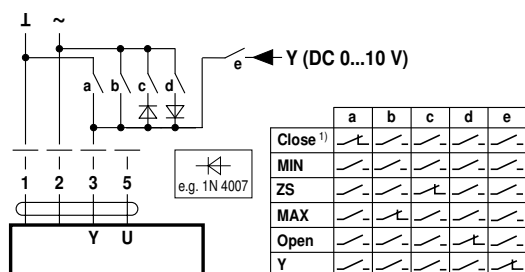 ⊥ ~
a b c d e Y (DC 0...10 V)
1 2 3 5
e.g. 1N 4007
Y U
a b c d e
Close 1)
MIN
ZS
MAX
Open
Y